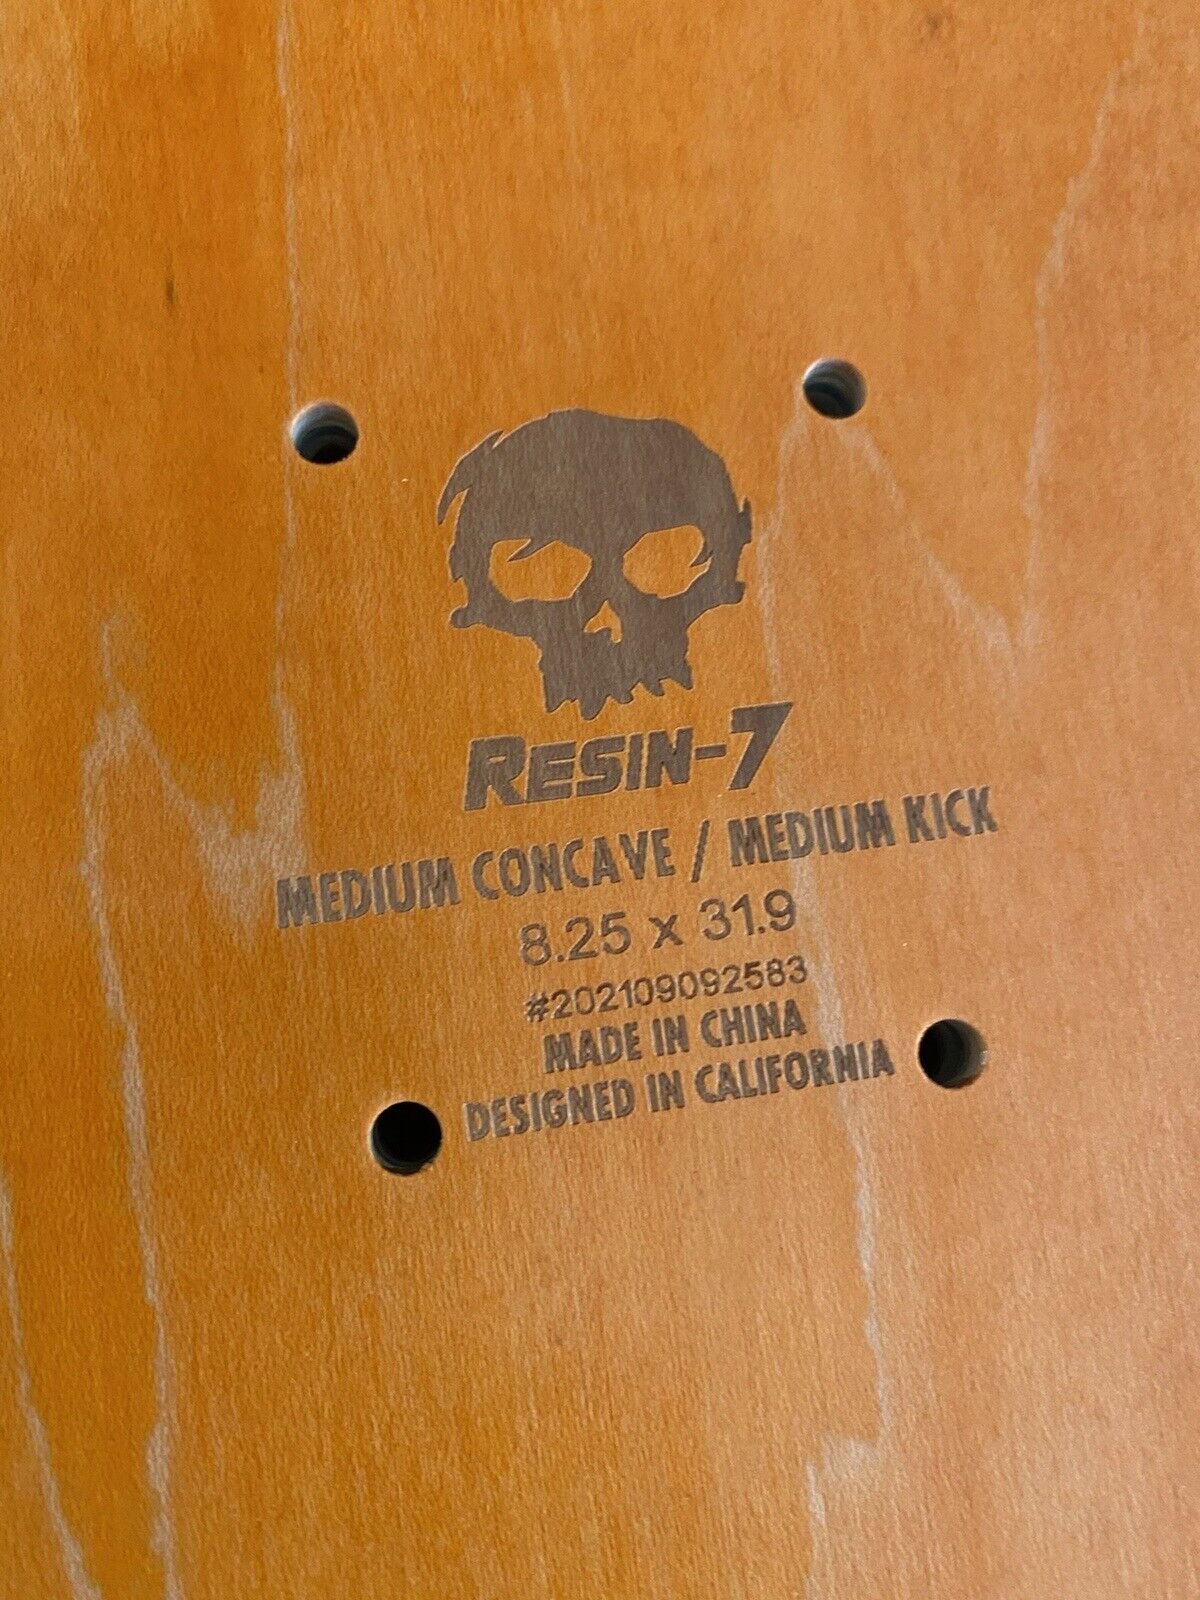 RESIN-7
MEDIUM CONCAVE / MEDIUM KICK
8.25 x 31.9
#202109092583
MADE IN CHINA
DESIGNED IN CALIFORNIA